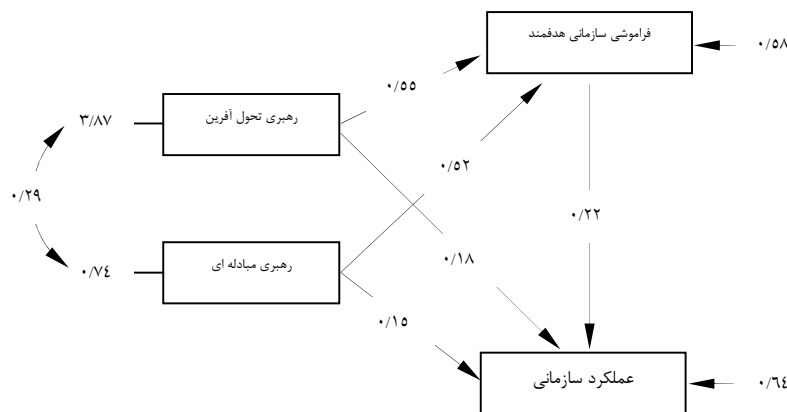 فراموشی سازمانی هدفمند
۰/۵۸
۰/۵۵
۳/۸۷
رهبری تحول آفرین
۰/۵۲
۰/۲۹
۰/۲۲
۰/۷٤
رهبری مبادله ای
۰/۱۸
۰/۱۵
عملکرد سازمانی
۰/٦٤